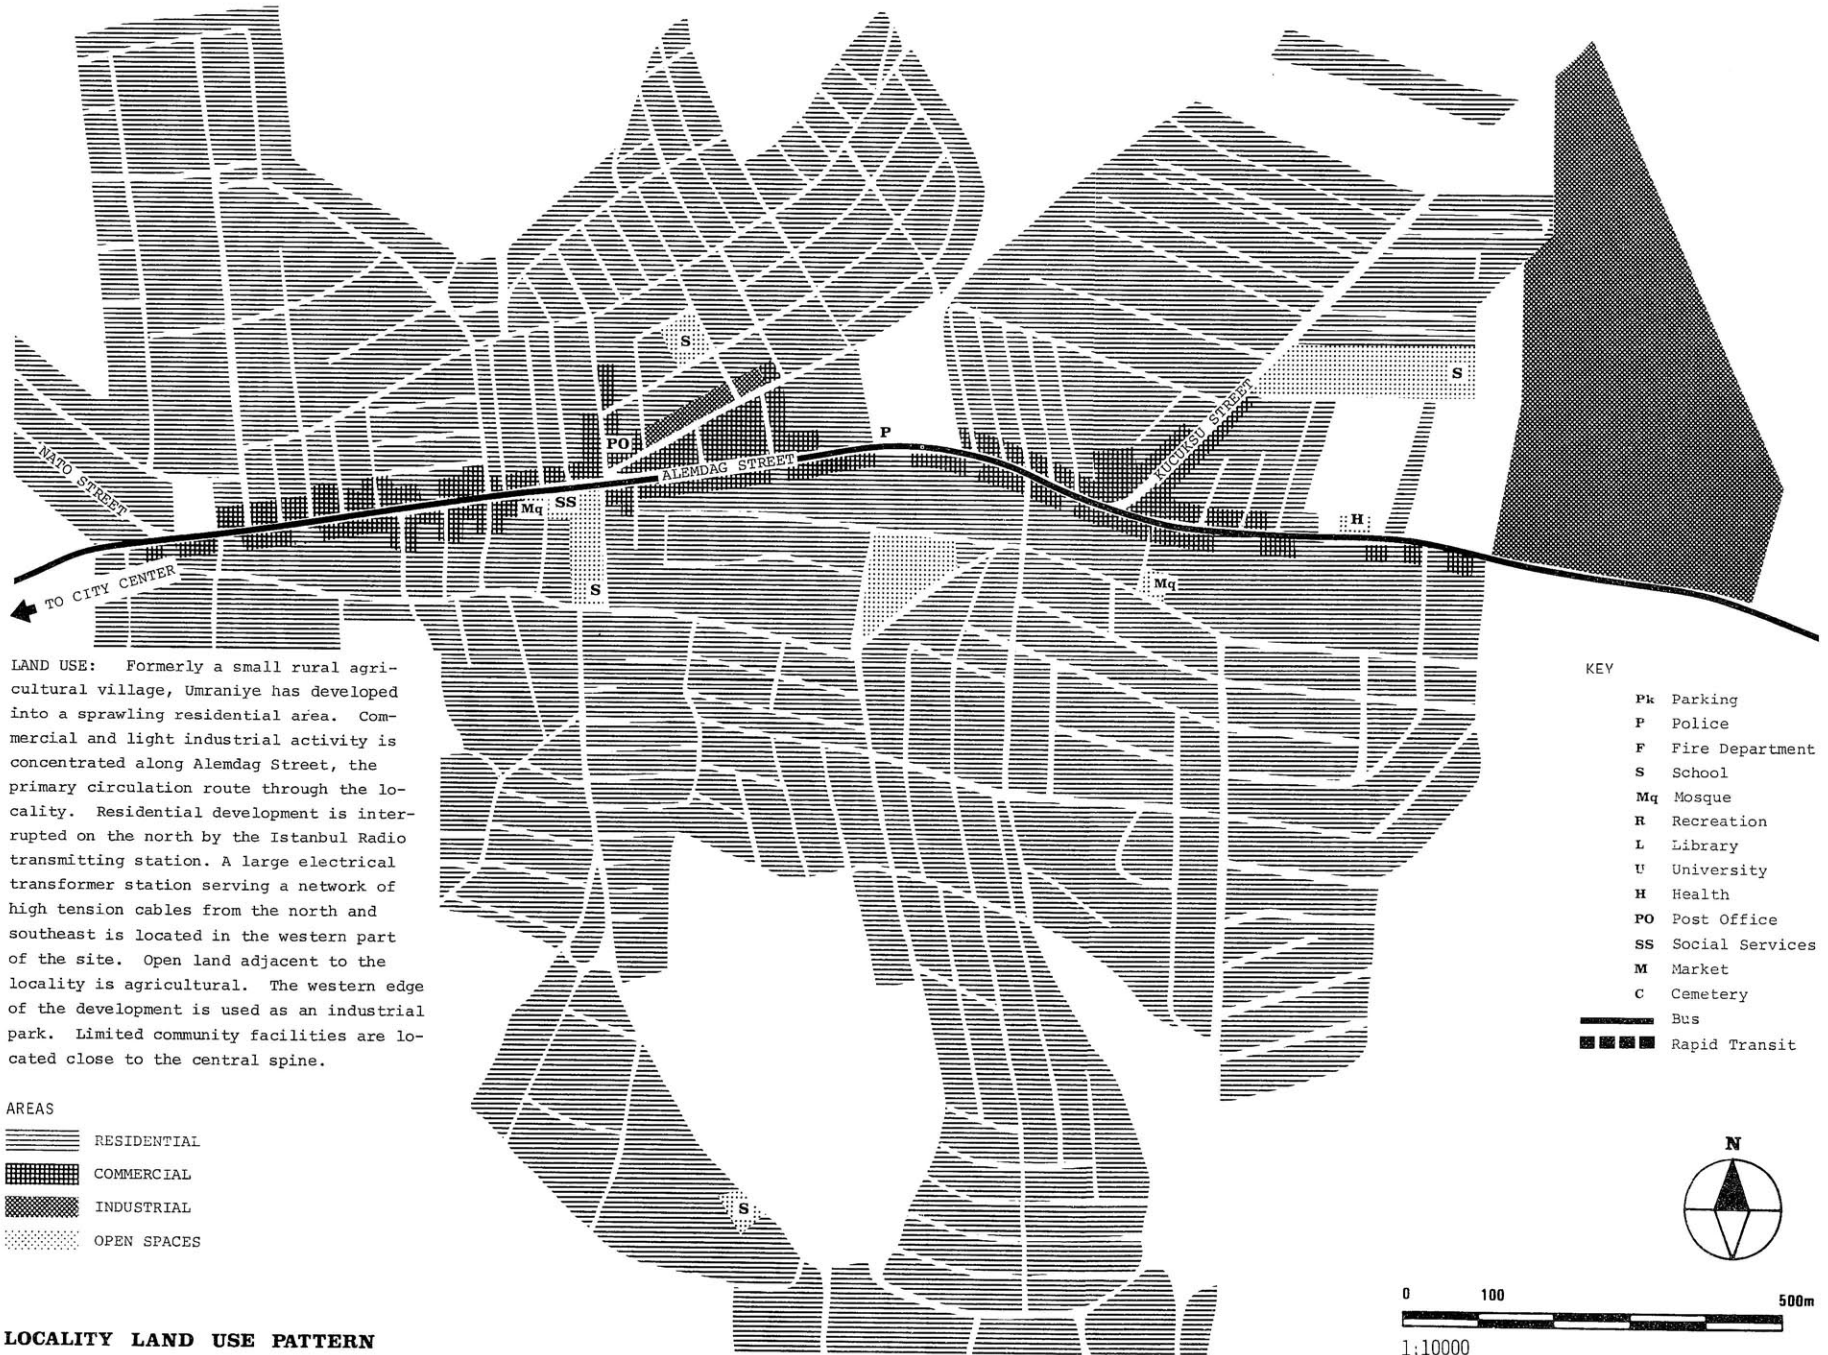 S
S
PO
P
ALEMDAG STREET
KUCUKSU STREET
NATO STREET
Mq
SS
H
S
Mq
TO CITY CENTER
LAND USE: Formerly a small rural agri-
cultural village, Umraniye has developed
into a sprawling residential area. Com-
mercial and light industrial activity is
concentrated along Alemdag Street, the
primary circulation route through the lo-
cality. Residential development is inter-
rupted on the north by the Istanbul Radio
transmitting station. A large electrical
transformer station serving a network of
high tension cables from the north and
southeast is located in the western part
of the site. Open land adjacent to the
locality is agricultural. The western edge
of the development is used as an industrial
park. Limited community facilities are lo-
cated close to the central spine.
AREAS
RESIDENTIAL
COMMERCIAL
INDUSTRIAL
OPEN SPACES
S
KEY
Pk Parking
P Police
F Fire Department
S School
Mq Mosque
R Recreation
L Library
U University
H Health
PO Post Office
SS Social Services
M Market
C Cemetery
Bus
Rapid Transit
N
0 100 500m
1:10000
LOCALITY LAND USE PATTERN